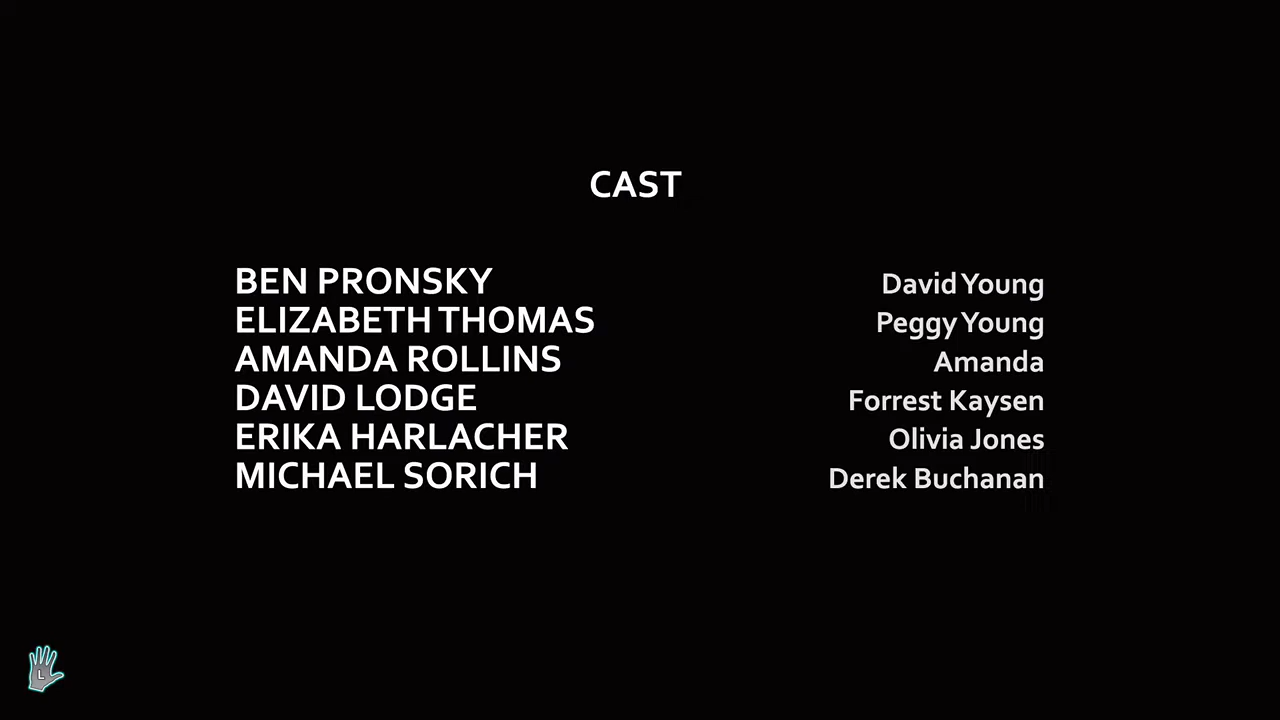 CAST
BEN PRONSKY David Young
ELIZABETH THOMAS Peggy Young
AMANDA ROLLINS Amanda
DAVID LODGE Forrest Kaysen
ERIKA HARLACHER Olivia Jones
MICHAEL SORICH Derek Buchanan
L